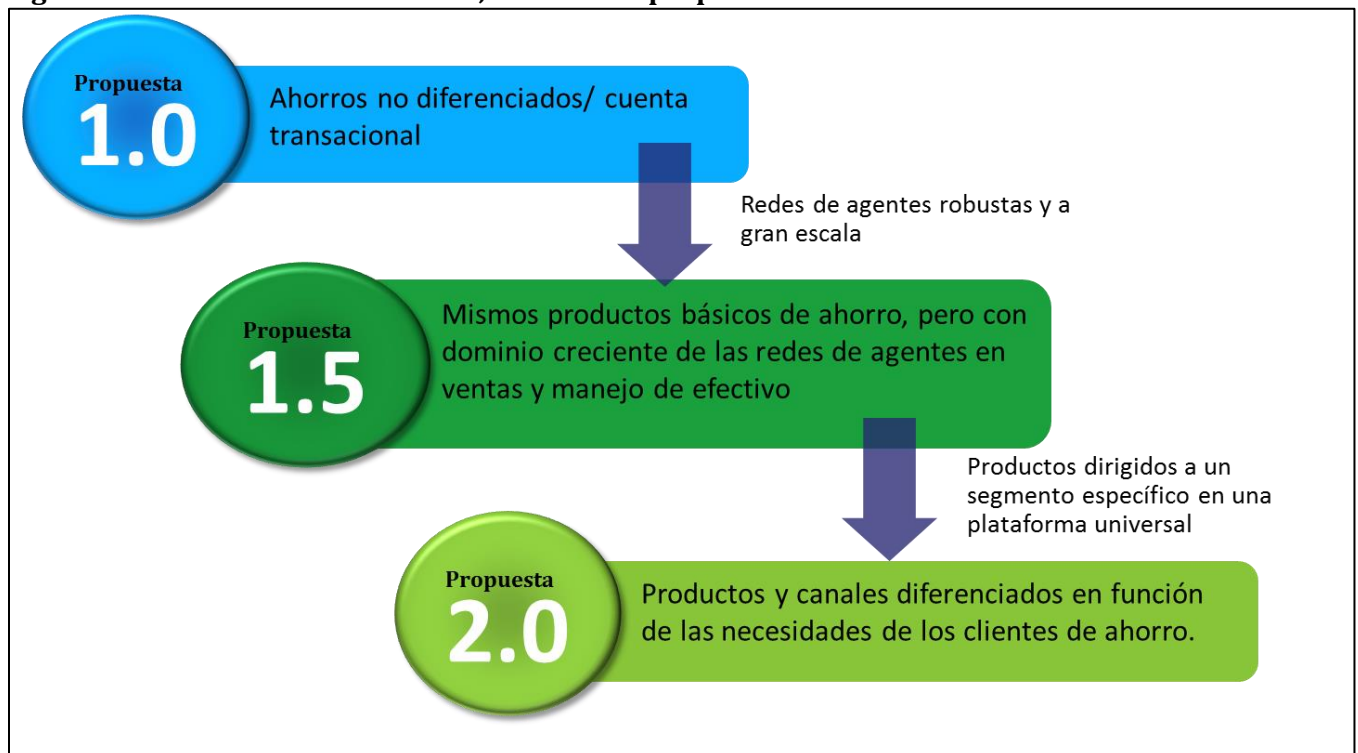 Propuesta
1.0
Ahorros no diferenciados/ cuenta
transacional
Redes de agentes robustas y a
gran escala
Propuesta
1.5
Mismos productos básicos de ahorro, pero con
dominio creciente de las redes de agentes en
ventas y manejo de efectivo
Productos dirigidos a un
segmento específico en una
plataforma universal
Propuesta
2.0
Productos y canales diferenciados en función
de las necesidades de los clientes de ahorro.